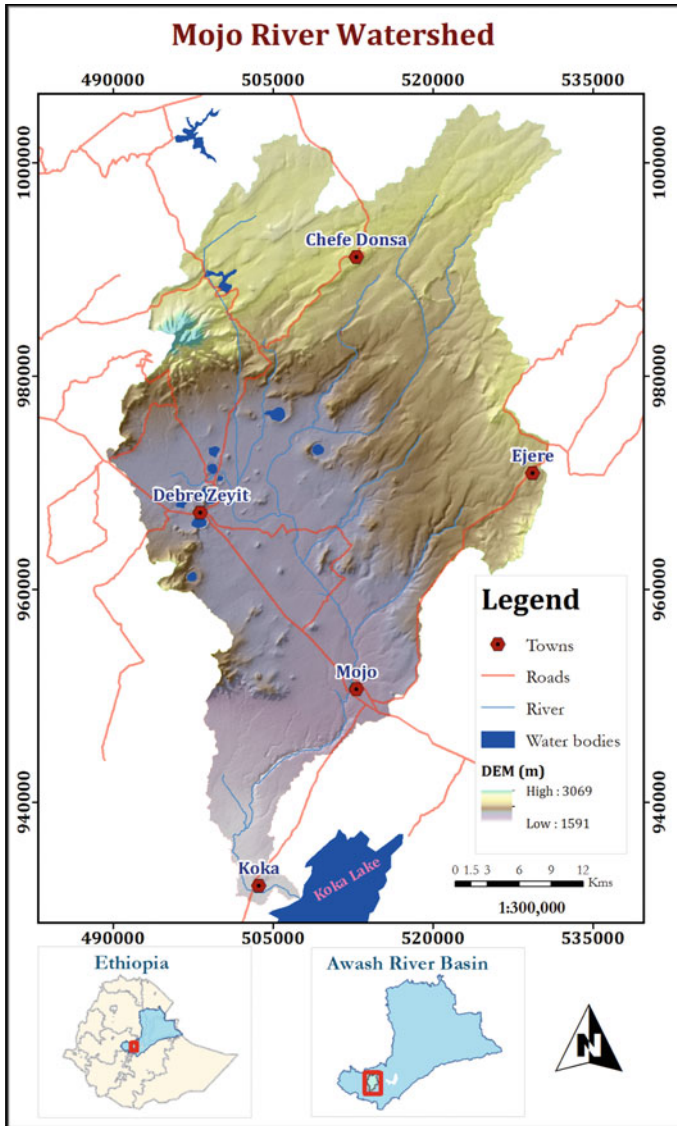 Mojo River Watershed
490000 505000 520000 535000
1000000
1000000
Chefe Donsa
980000
980000
Ejere
Debre Zeyit
960000
960000
Legend
Towns
Roads
River
Water bodies
DEM (m)
High : 3069
Low : 1591
Mojo
940000
940000
Koka
Koka Lake
0 1.5 3 6 9 12
Kms
1:300,000
490000 505000 520000 535000
Ethiopia
Awash River Basin
N